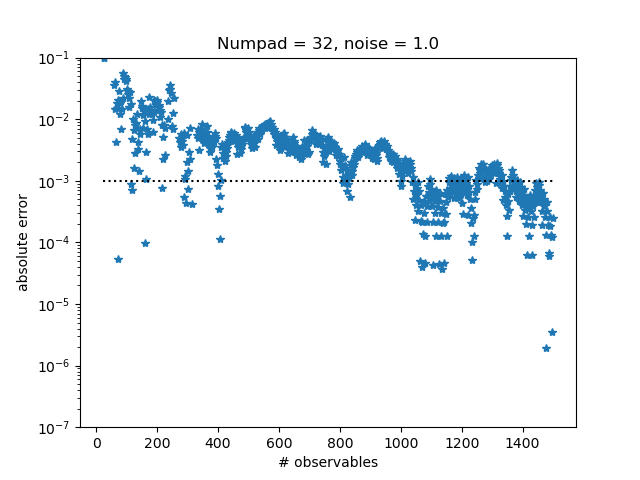 Numpad = 32, noise = 1.0
absolute error
10⁻¹
10⁻²
10⁻³
10⁻⁴
10⁻⁵
10⁻⁶
10⁻⁷
0 200 400 600 800 1000 1200 1400
# observables